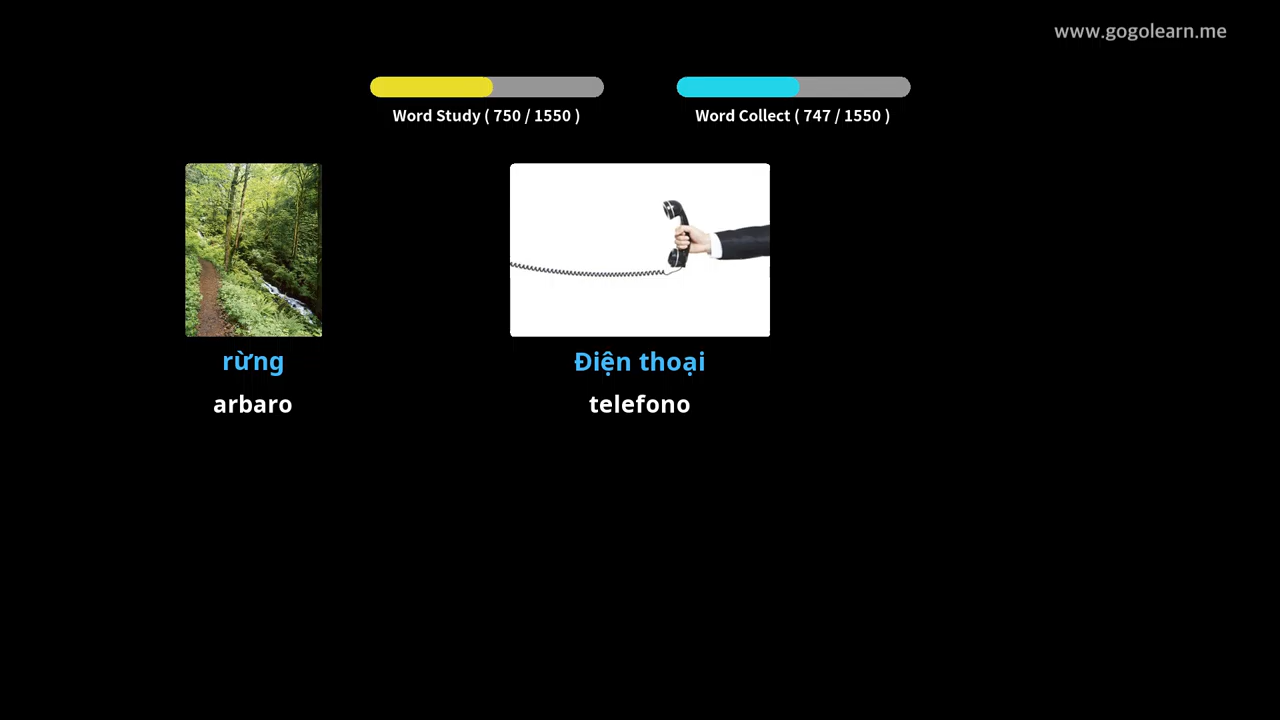 www.gogolearn.me
Word Study ( 750 / 1550 )
Word Collect ( 747 / 1550 )
rừng
arbaro
Điện thoại
telefono